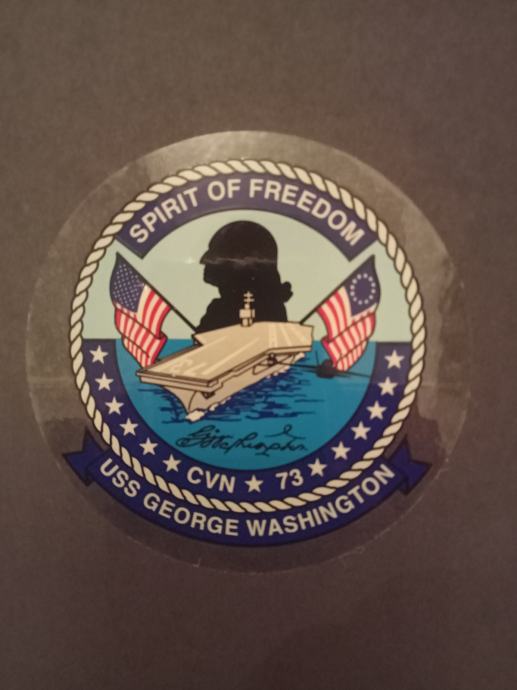 SPIRIT OF FREEDOM
CVN ★ 73
USS GEORGE WASHINGTON